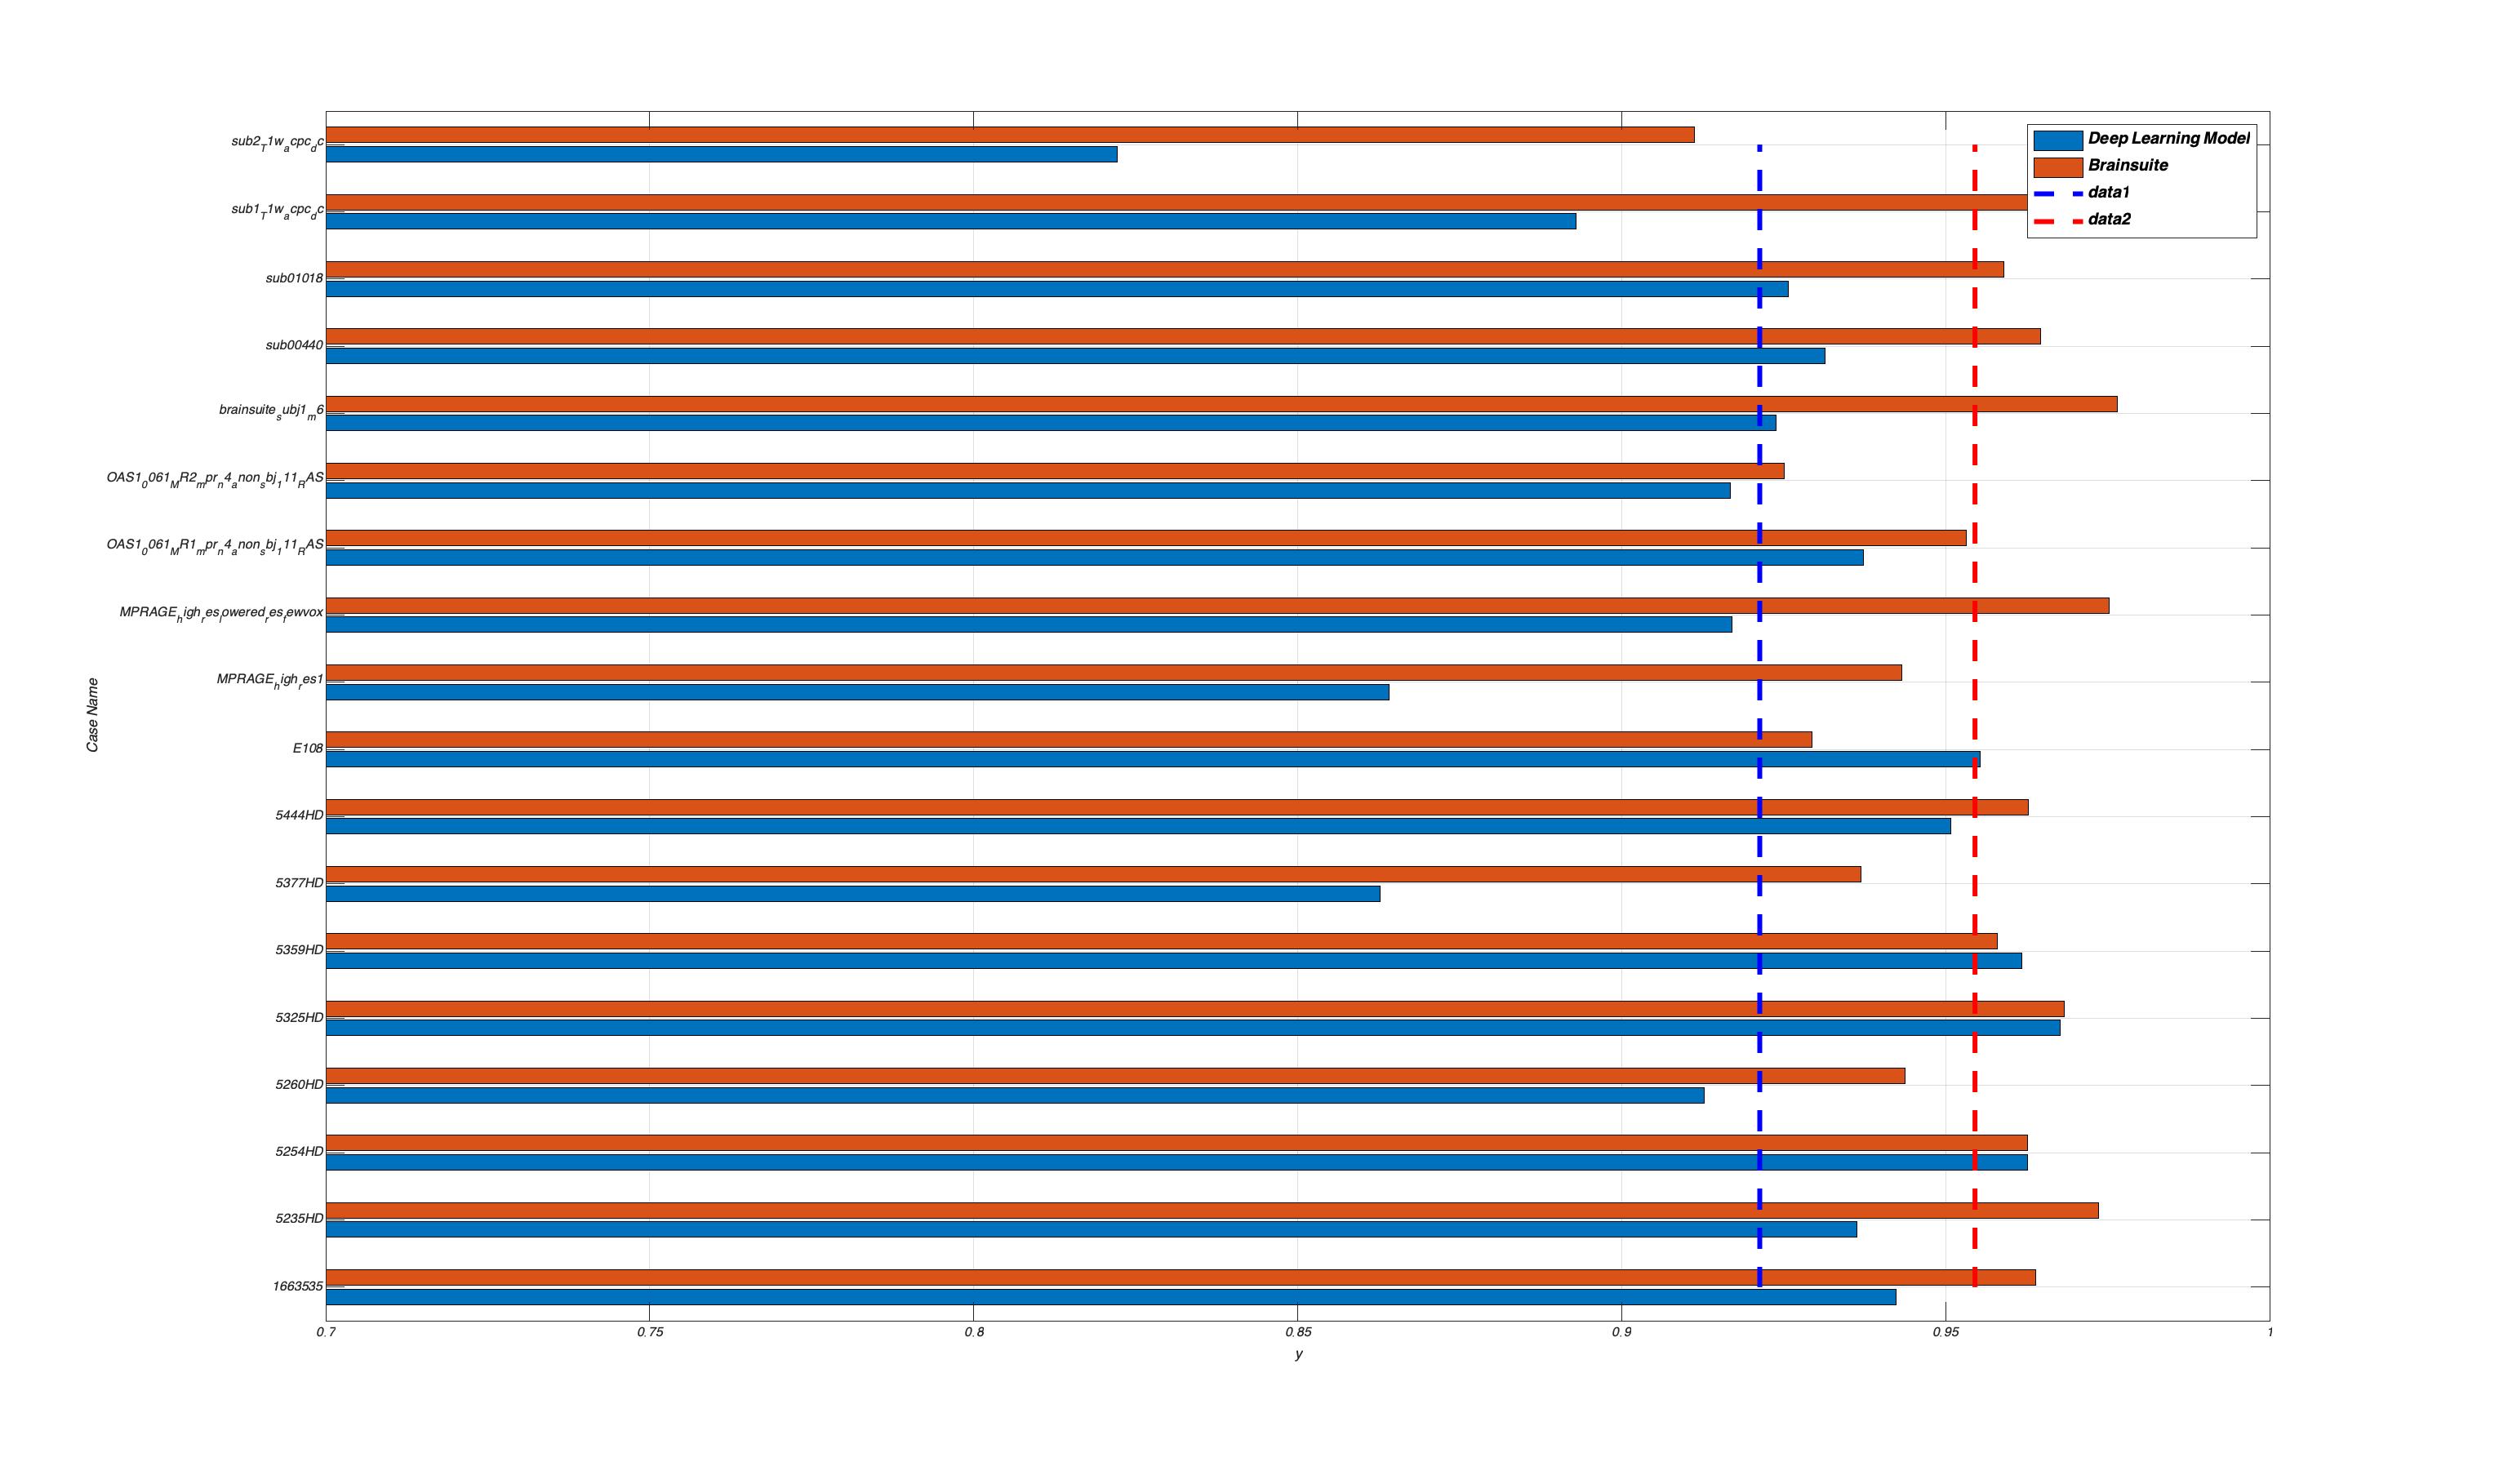 sub2_T1w_acpc_dc
sub1_T1w_acpc_dc
sub01018
sub00440
brainsuite_subj1_m6
OAS1_0061_MR2_mpr_n4_anon_sbj_111_RAS
OAS1_0061_MR1_mpr_n4_anon_sbj_111_RAS
MPRAGE_high_res_lowered_res_fewvox
MPRAGE_high_res1
E108
5444HD
5377HD
5359HD
5325HD
5260HD
5254HD
5235HD
1663535
Case Name
Deep Learning Model
Brainsuite
data1
data2
0.7 0.75 0.8 0.85 0.9 0.95 1
y